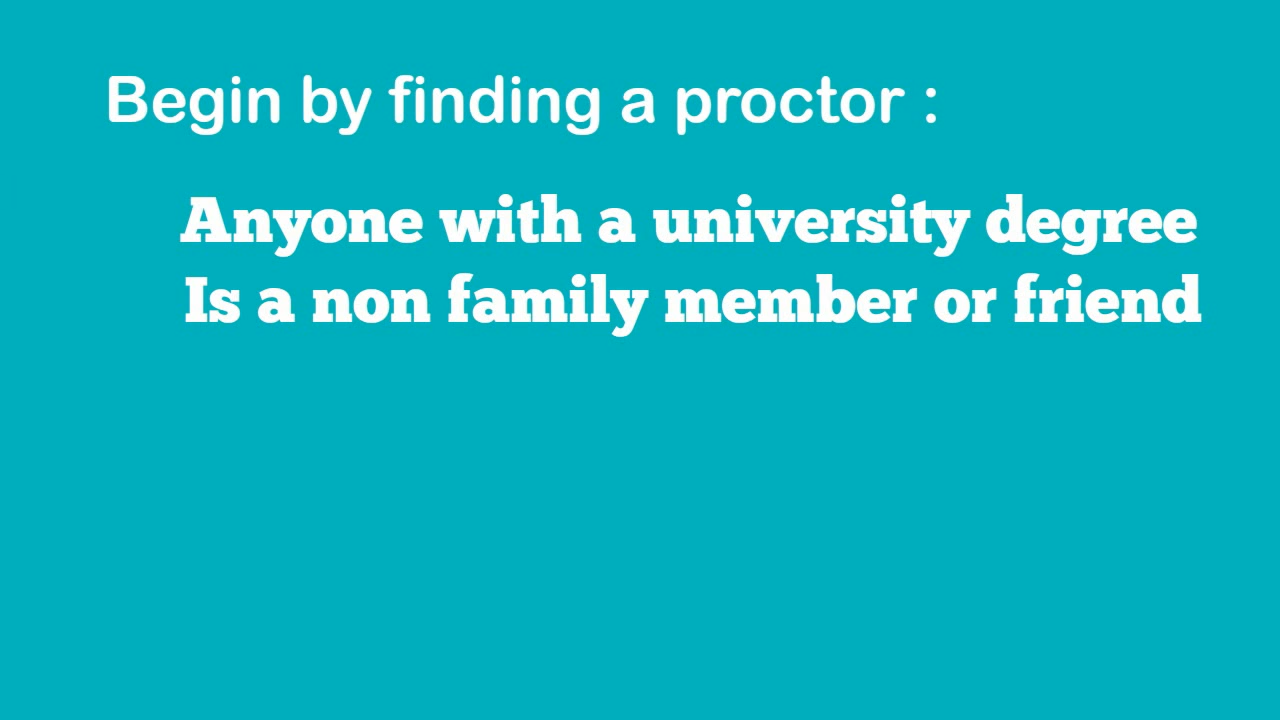 Begin by finding a proctor :
Anyone with a university degree
Is a non family member or friend